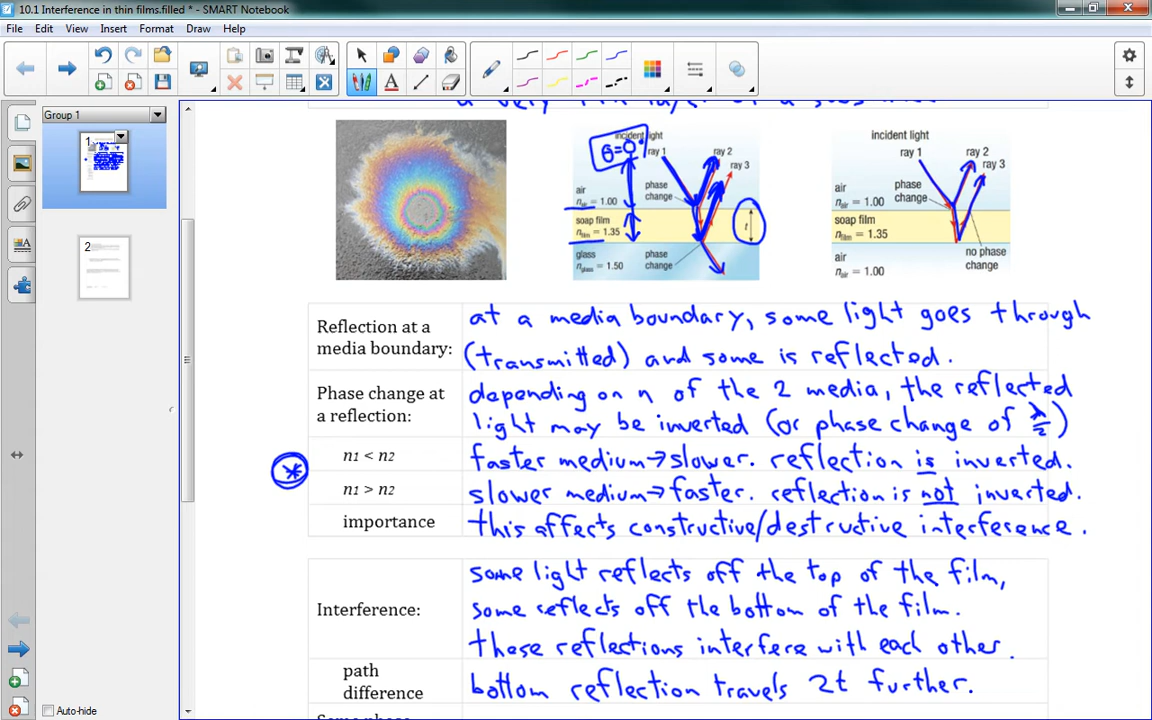 10.1 Interference in thin films.filled * - SMART Notebook
File Edit View Insert Format Draw Help
Group 1
1
2
Auto-hide
incident light
θ=0°
ray 1
ray 2
ray 3
air
n air = 1.00
phase
change
soap film
n film = 1.35
t
glass
n glass = 1.50
phase
change
incident light
ray 1
ray 2
ray 3
air
n air = 1.00
phase
change
soap film
n film = 1.35
air
n air = 1.00
no phase
change
Reflection at a
media boundary:
at a media boundary, some light goes through
(transmitted) and some is reflected.
Phase change at
a reflection:
depending on n of the 2 media, the reflected
light may be inverted (or phase change of λ/2)
n1 < n2
faster medium→slower. reflection is inverted.
*
n1 > n2
slower medium→faster. reflection is not inverted.
importance
this affects constructive/destructive interference.
Interference:
some light reflects off the top of the film,
some reflects off the bottom of the film.
these reflections interfere with each other.
path
difference
bottom reflection travels 2t further.